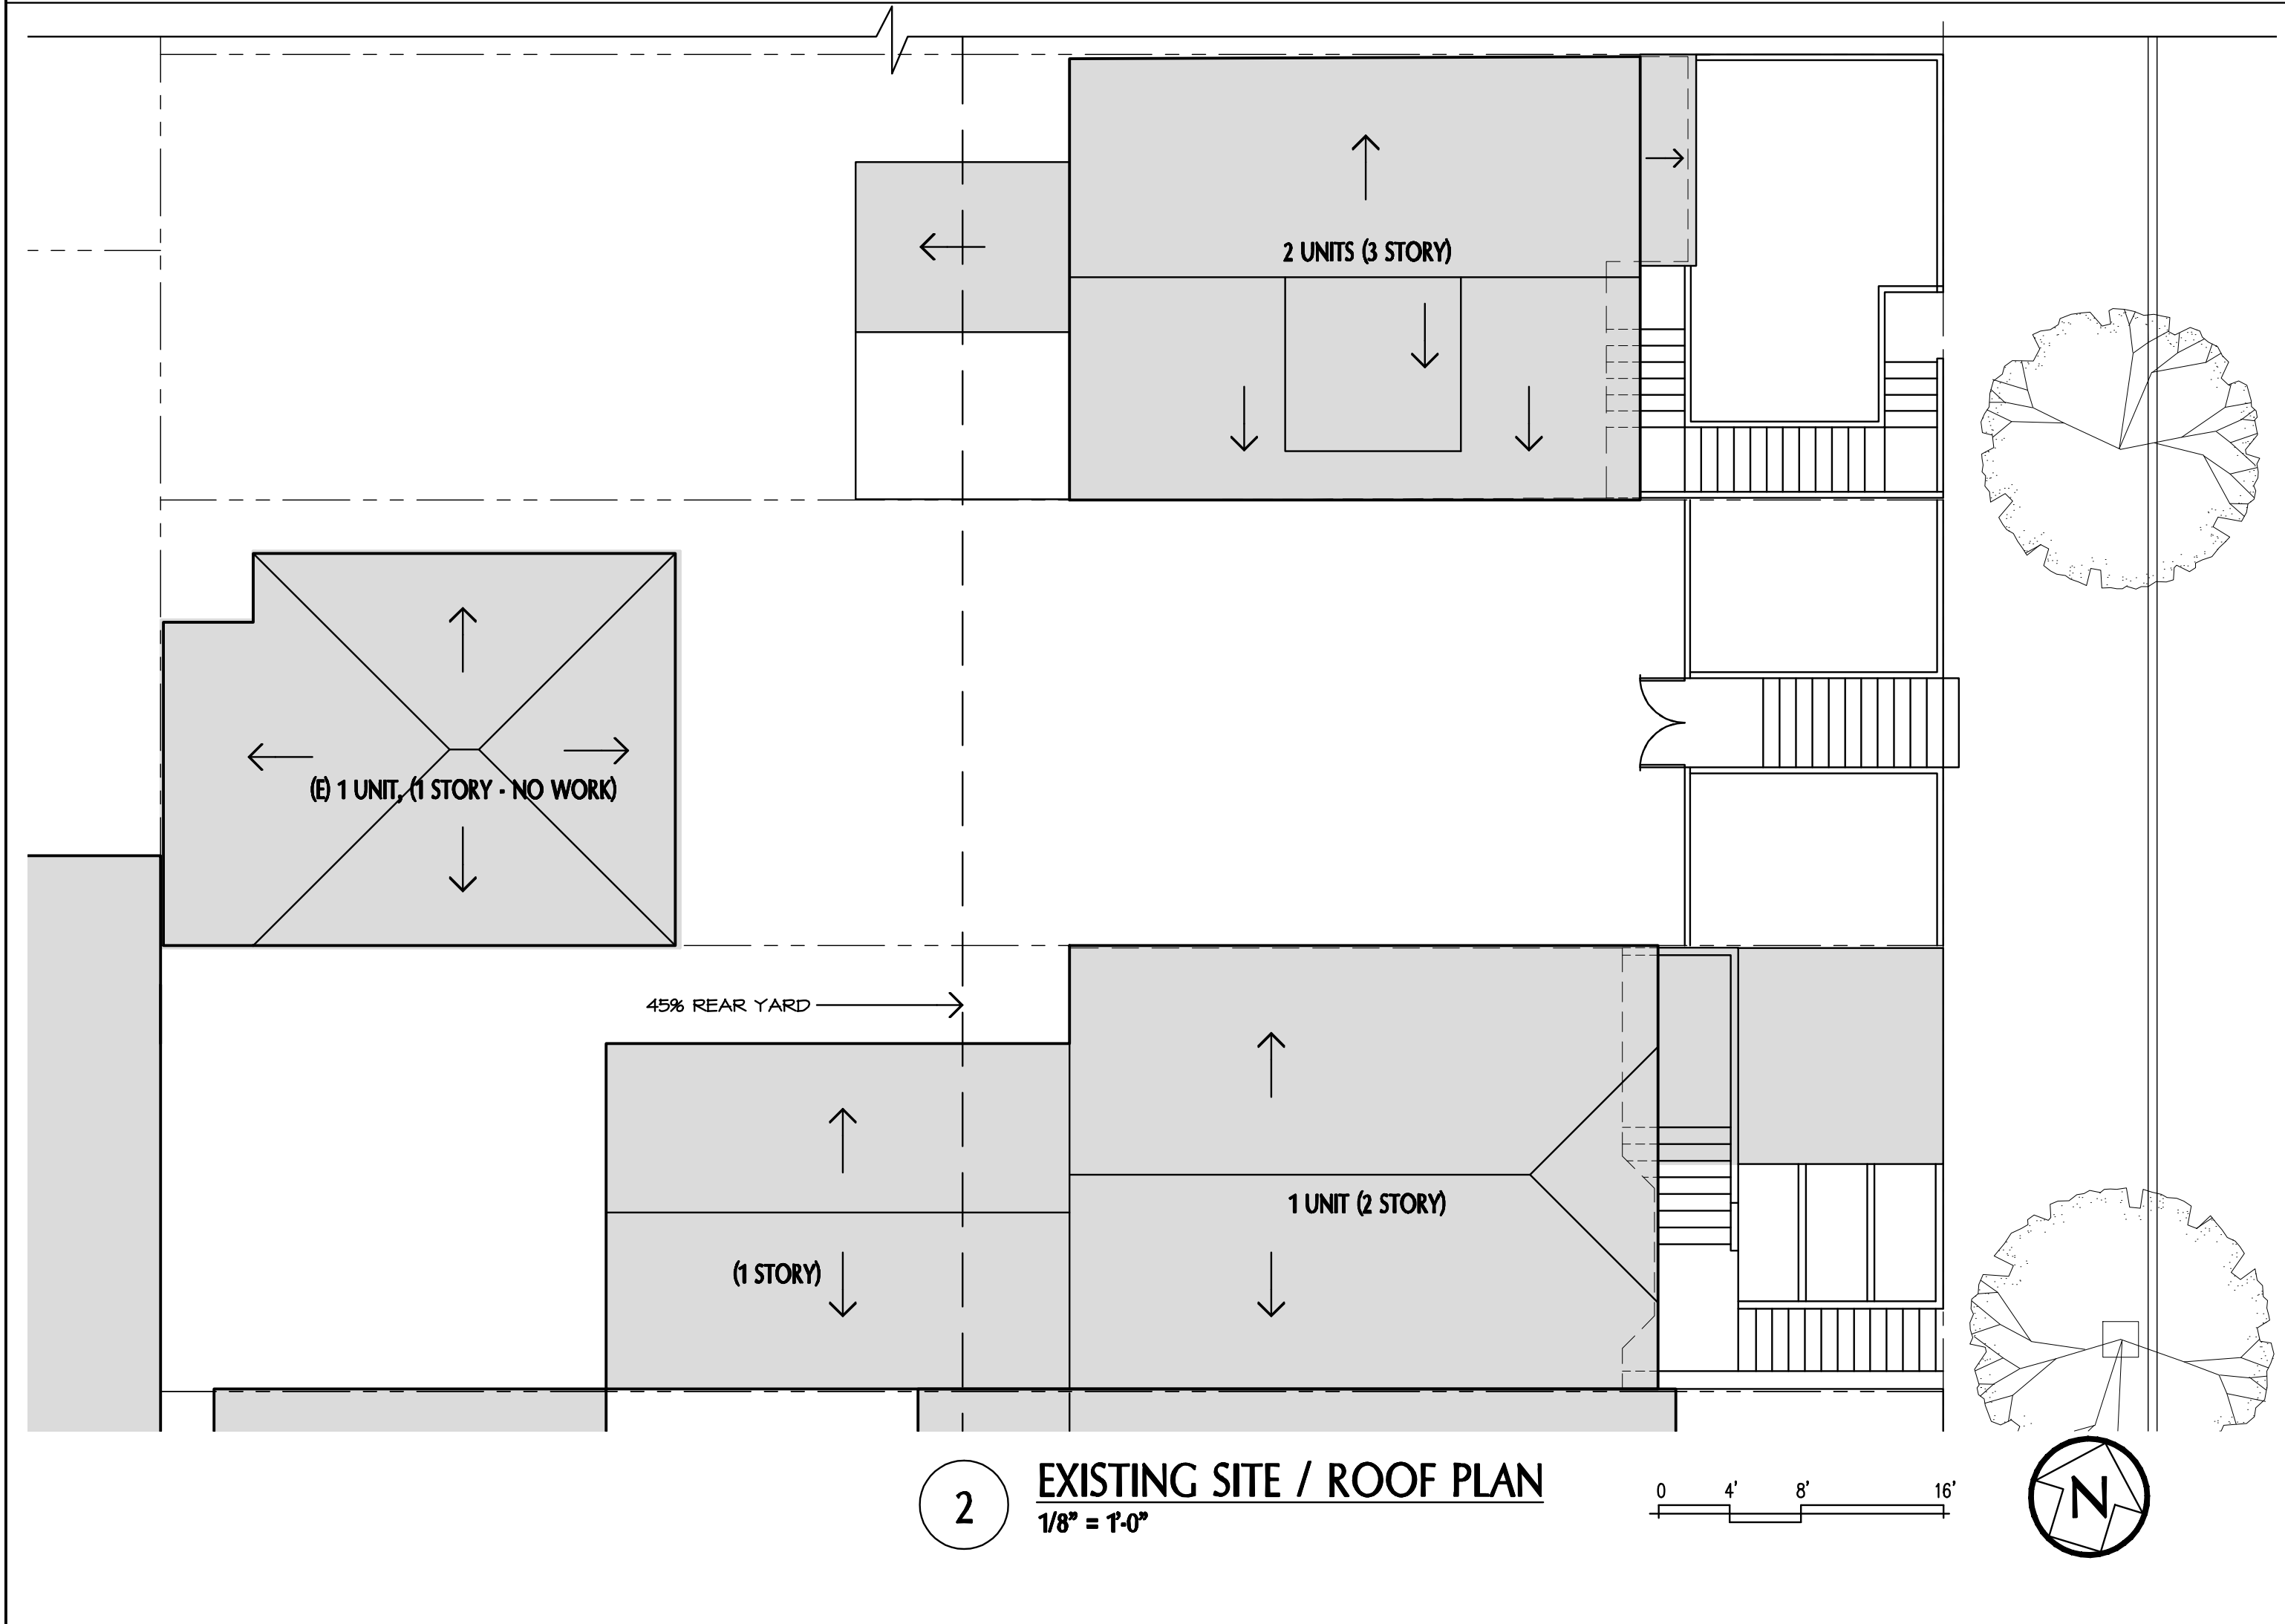 2 UNITS (3 STORY)
(E) 1 UNIT, (1 STORY - NO WORK)
45% REAR YARD
1 UNIT (2 STORY)
(1 STORY)
2
EXISTING SITE / ROOF PLAN
1/8" = 1'-0"
0 4' 8' 16'
N